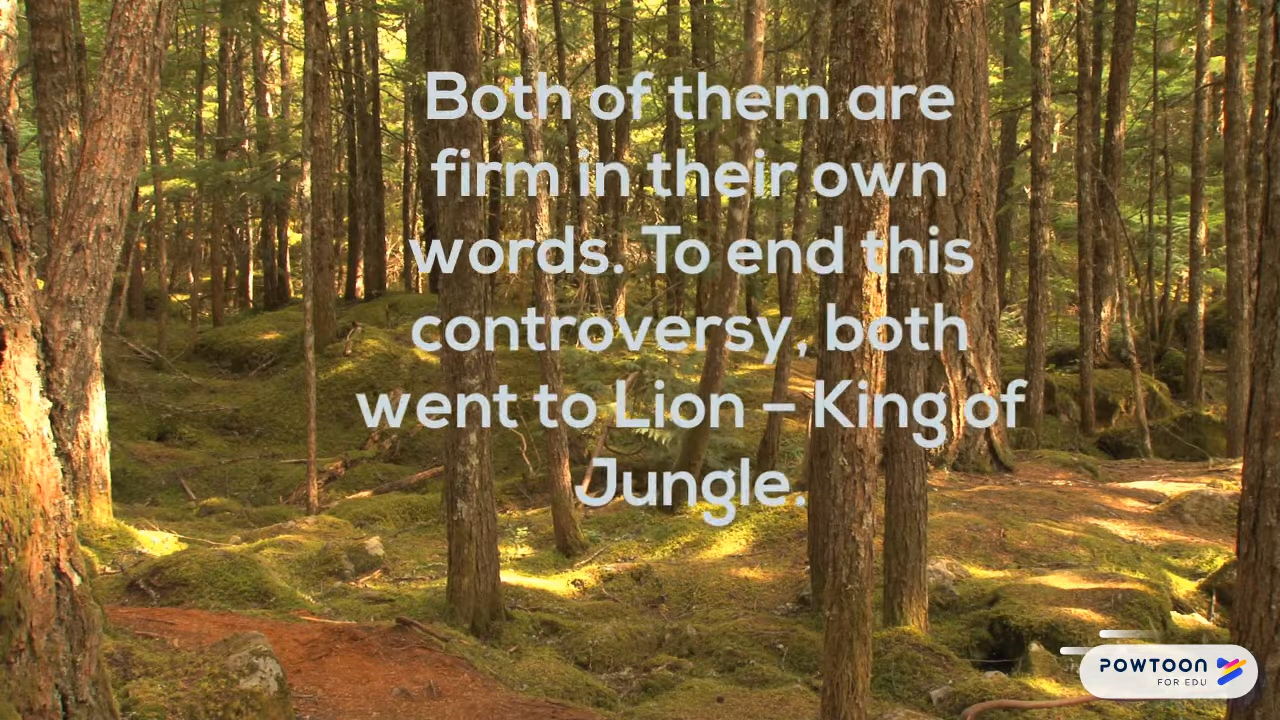 Both of them are
firm in their own
words. To end this
controversy, both
went to Lion – King of
Jungle.
POWTOON
FOR EDU